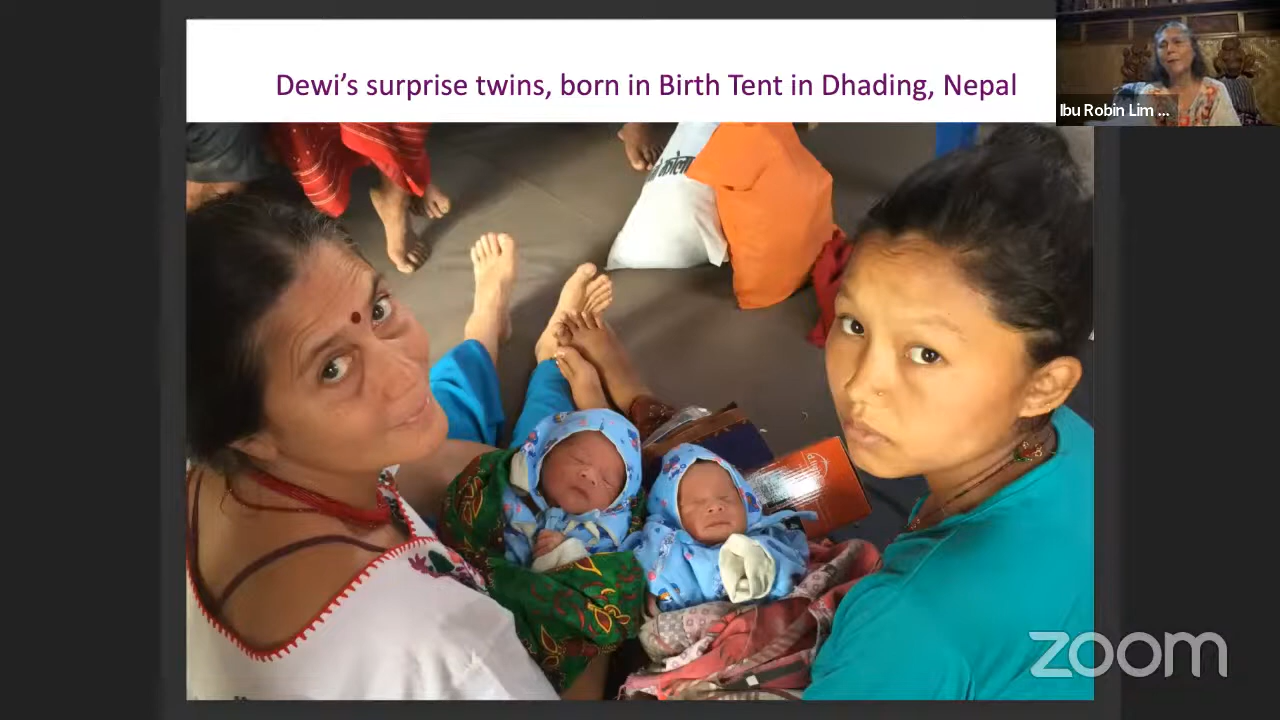 Dewi’s surprise twins, born in Birth Tent in Dhading, Nepal
Ibu Robin Lim ...
zoom